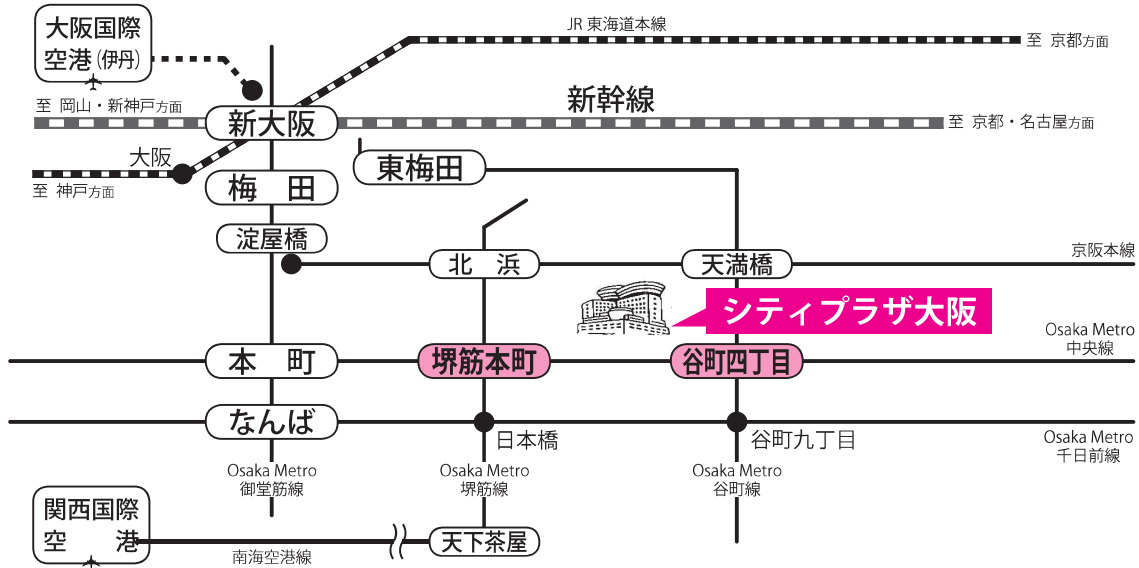 大阪国際
空港(伊丹)
JR 東海道本線
至 京都方面
至 岡山・新神戸方面
新大阪
新幹線
至 京都・名古屋方面
大阪
至 神戸方面
東梅田
梅田
淀屋橋
北浜
天満橋
京阪本線
シティプラザ大阪
Osaka Metro
中央線
本町
堺筋本町
谷町四丁目
なんば
日本橋
谷町九丁目
Osaka Metro
千日前線
Osaka Metro
御堂筋線
Osaka Metro
堺筋線
Osaka Metro
谷町線
関西国際
空港
南海空港線
天下茶屋